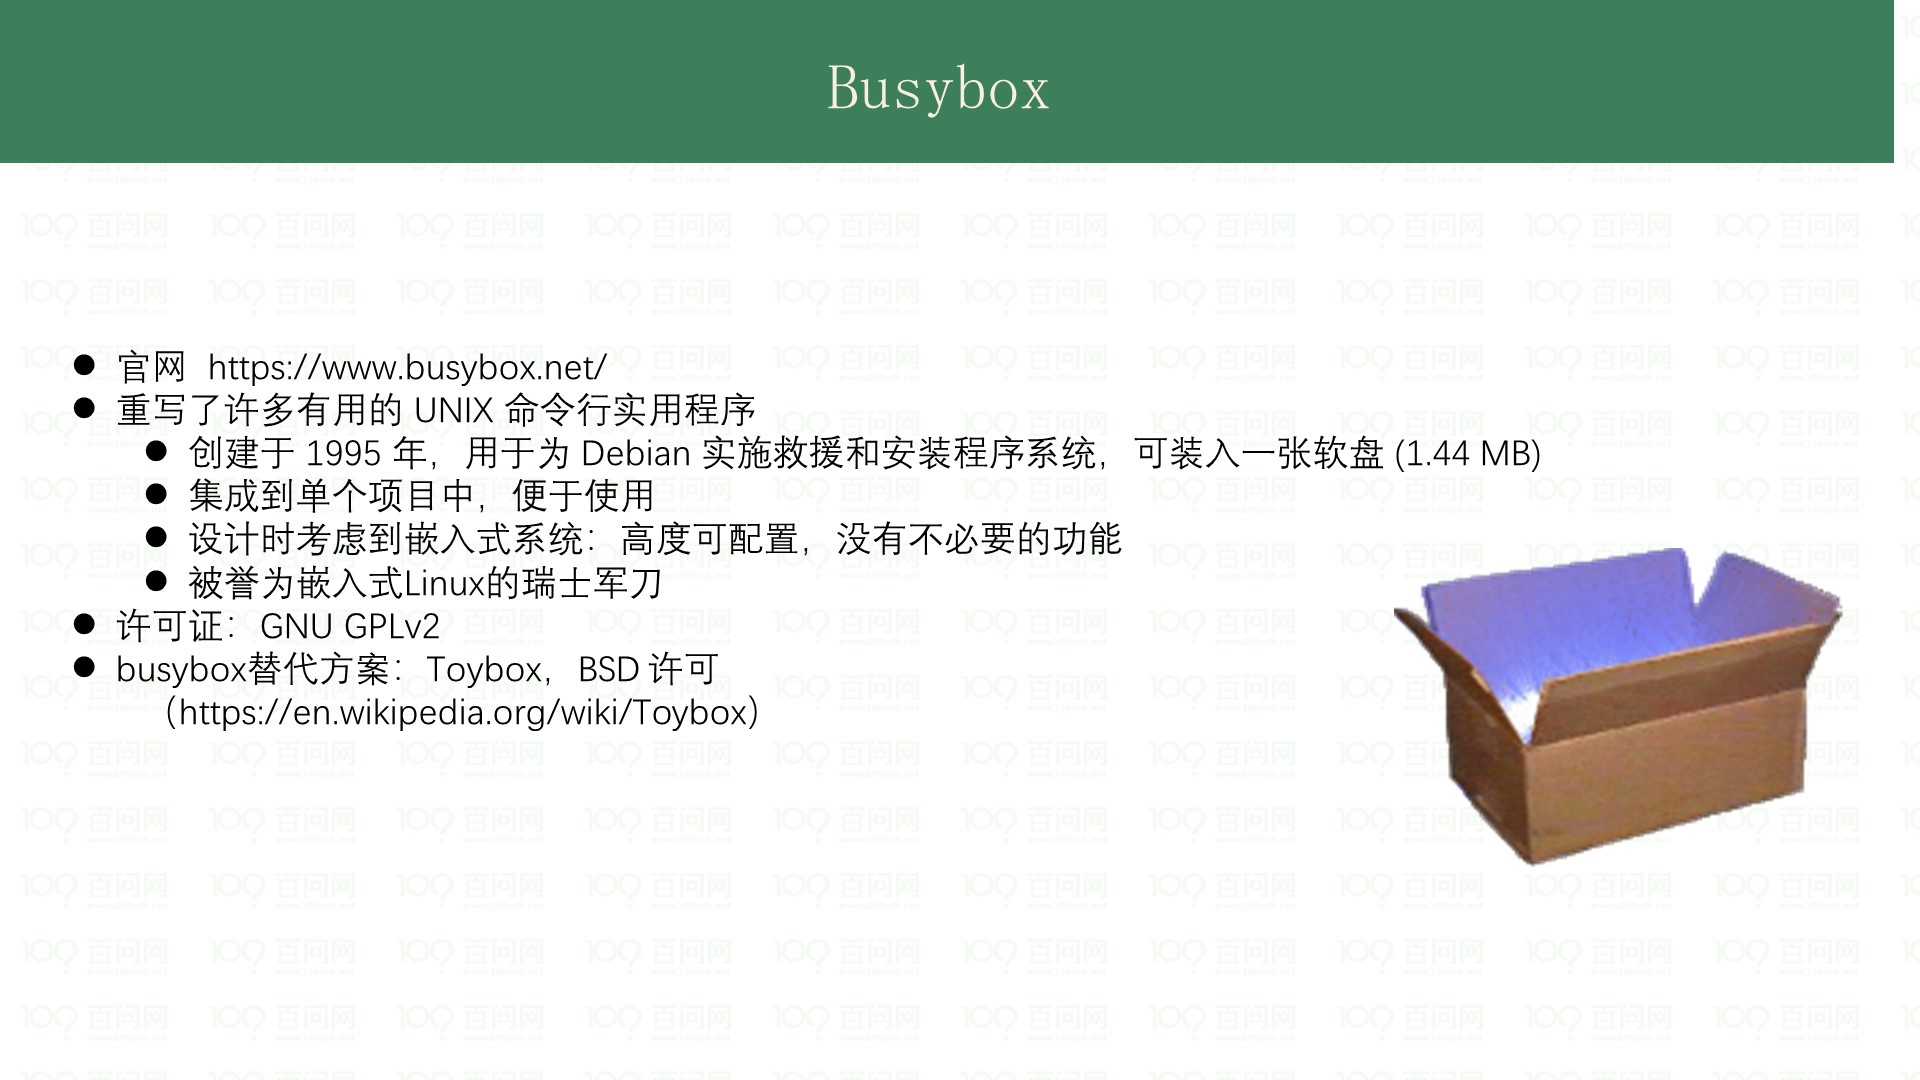 Busybox
官网 https://www.busybox.net/
重写了许多有用的 UNIX 命令行实用程序
创建于 1995 年，用于为 Debian 实施救援和安装程序系统，可装入一张软盘 (1.44 MB)
集成到单个项目中，便于使用
设计时考虑到嵌入式系统：高度可配置，没有不必要的功能
被誉为嵌入式Linux的瑞士军刀
许可证：GNU GPLv2
busybox替代方案：Toybox，BSD 许可
（https://en.wikipedia.org/wiki/Toybox）